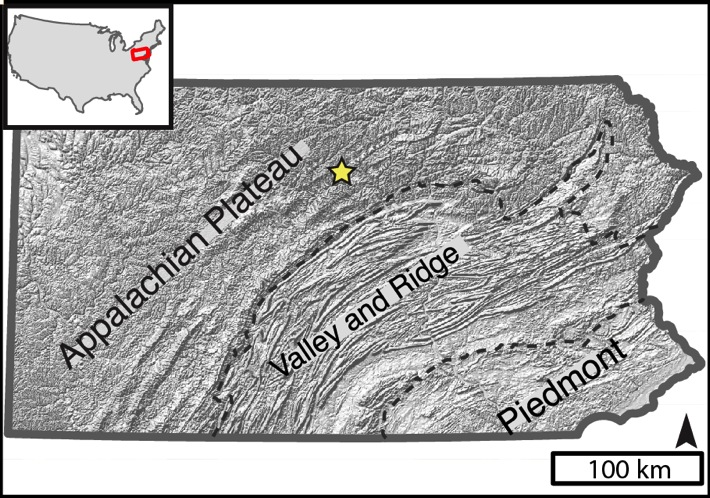 Appalachian Plateau
Valley and Ridge
Piedmont
100 km